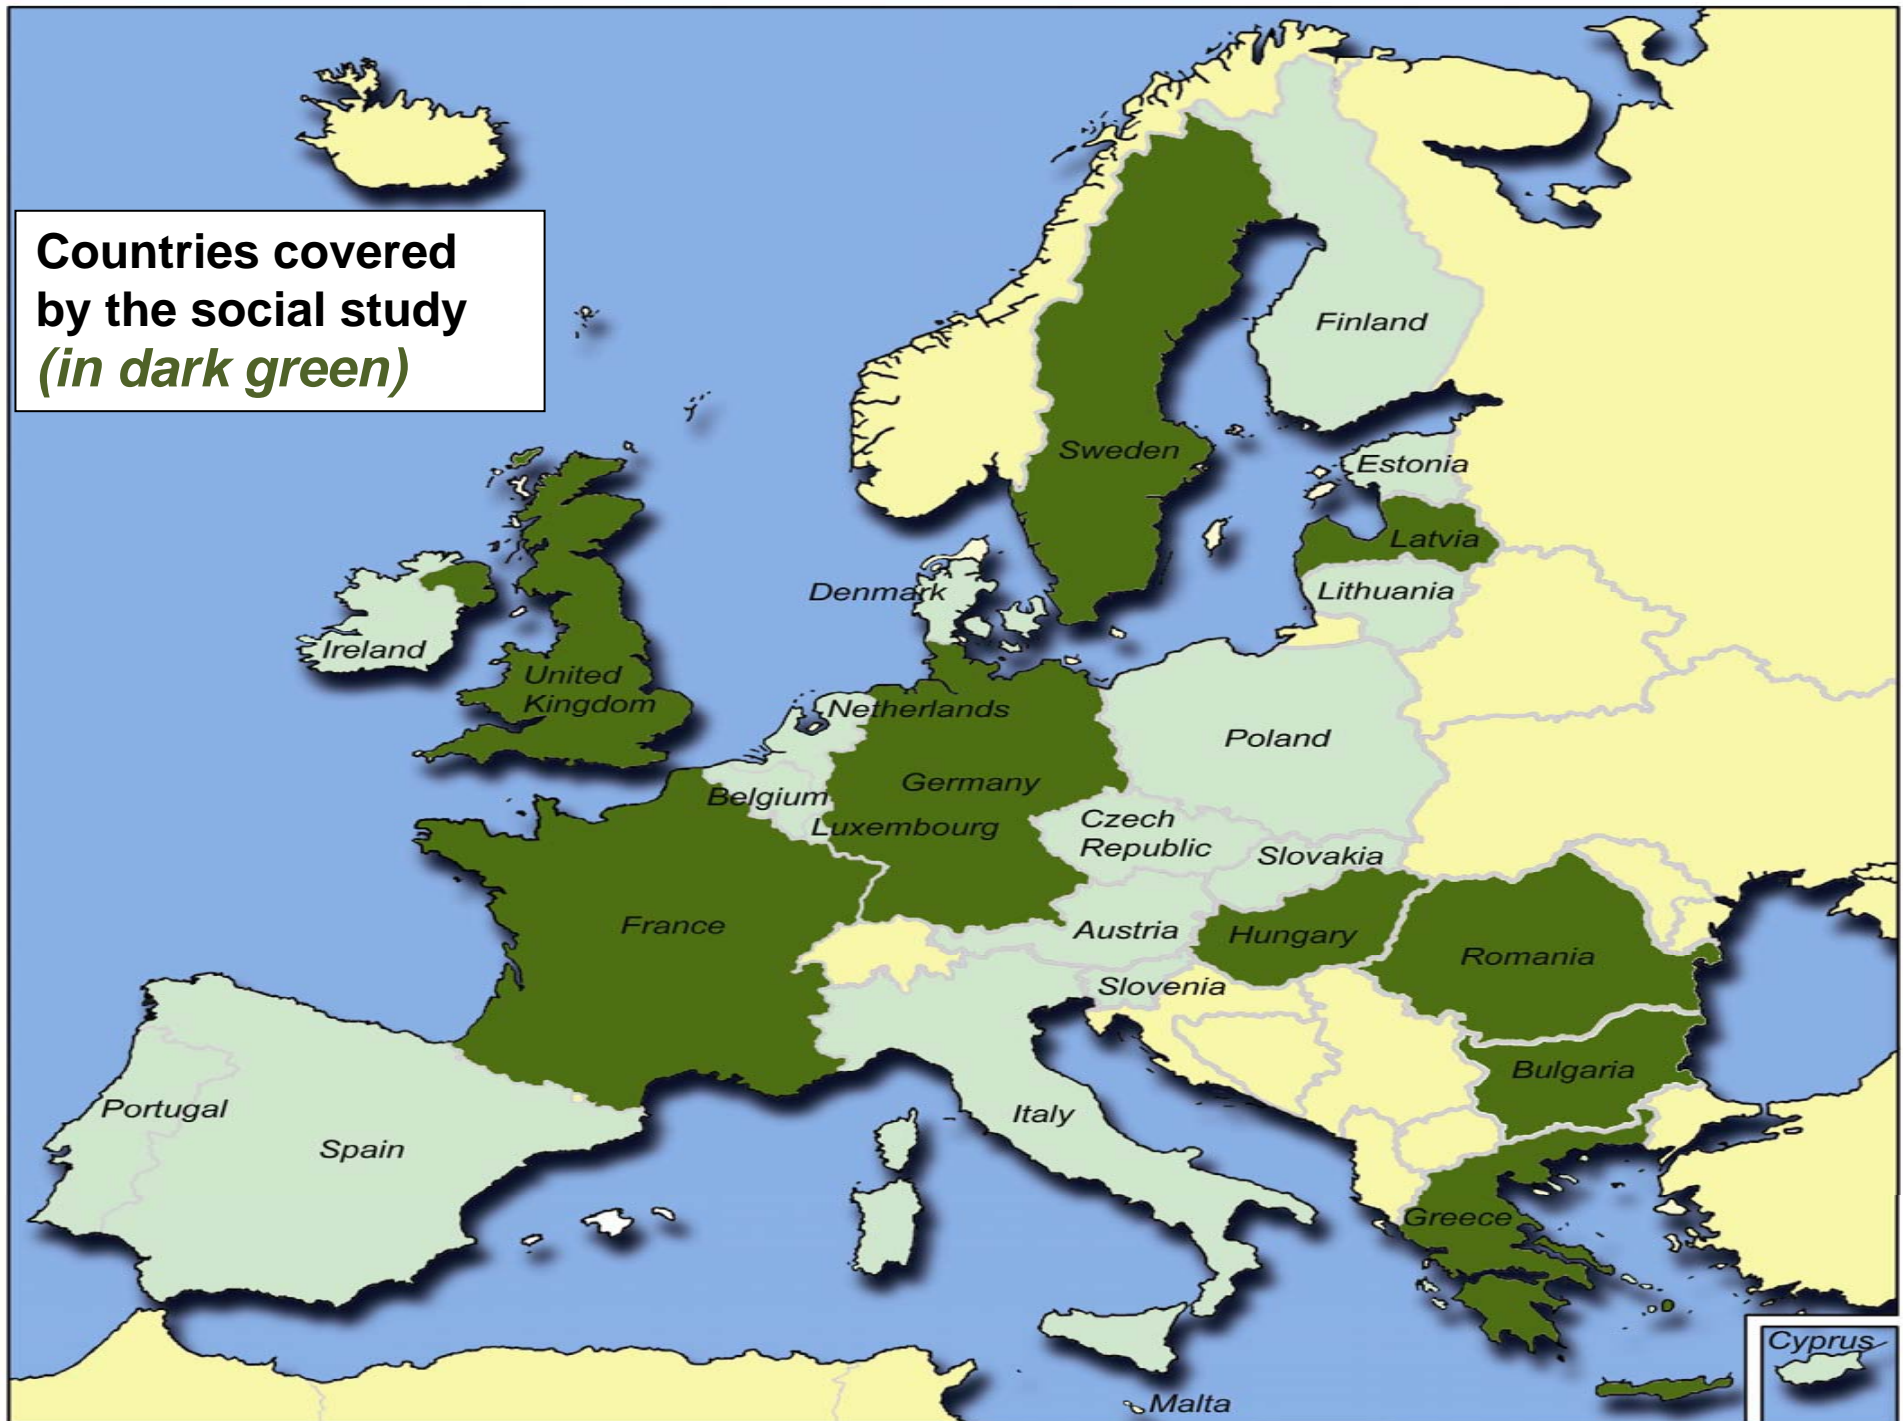 Countries covered
by the social study
(in dark green)
Finland
Sweden
Estonia
Latvia
Denmark
Lithuania
Ireland
United
Kingdom
Netherlands
Poland
Germany
Belgium
Luxembourg
Czech
Republic
Slovakia
France
Austria
Hungary
Romania
Slovenia
Bulgaria
Portugal
Spain
Italy
Greece
Cyprus
Malta